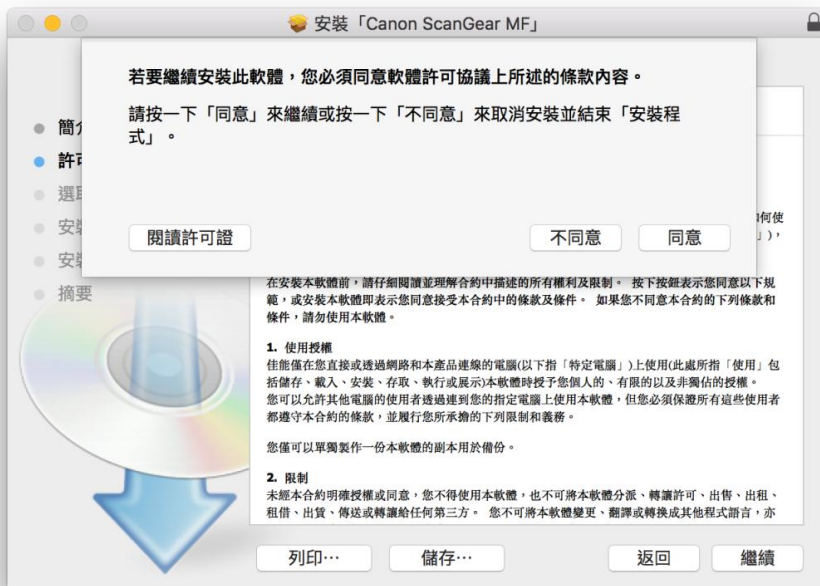 安裝「Canon ScanGear MF」
若要繼續安裝此軟體，您必須同意軟體許可協議上所述的條款內容。
請按一下「同意」來繼續或按一下「不同意」來取消安裝並結束「安裝程
式」。
閱讀許可證 不同意 同意
簡
許
選
安
安
摘要
何使
」)，
在安裝本軟體前，請仔細閱讀並理解合約中描述的所有權利及限制。 按下按鈕表示您同意以下規
範，或安裝本軟體即表示您同意接受本合約中的條款及條件。 如果您不同意本合約的下列條款和
條件，請勿使用本軟體。
1. 使用授權
佳能僅在您直接或透過網路和本產品連線的電腦(以下指「特定電腦」)上使用(此處所指「使用」包
括儲存、載入、安裝、存取、執行或展示)本軟體時授予您個人的、有限的以及非獨佔的授權。
您可以允許其他電腦的使用者透過連到您的指定電腦上使用本軟體，但您必須保證所有這些使用者
都遵守本合約的條款，並履行您所承擔的下列限制和義務。
您僅可以單獨製作一份本軟體的副本用於備份。
2. 限制
未經本合約明確授權或同意，您不得使用本軟體，也不可將本軟體分派、轉讓許可、出售、出租、
租借、出賃、傳送或轉讓給任何第三方。 您不可將本軟體變更、翻譯或轉換成其他程式語言，亦
列印⋯ 儲存⋯ 返回 繼續